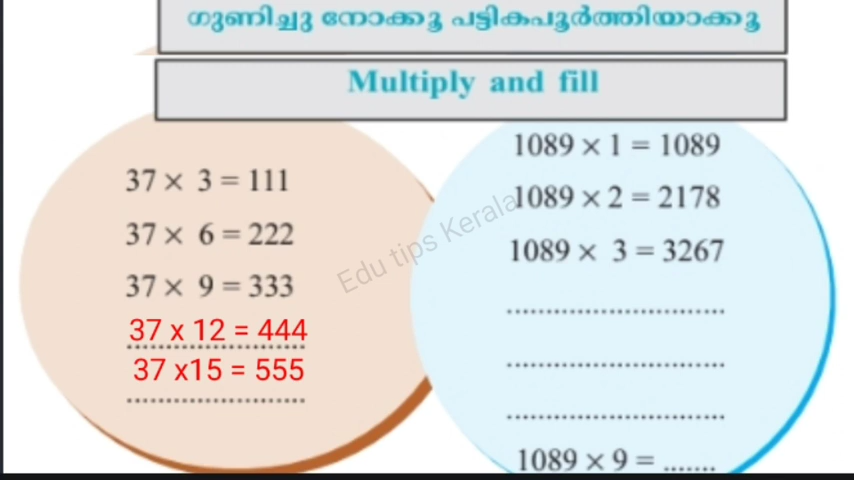 ഗുണിച്ചു നോക്കൂ പട്ടികപൂർത്തിയാക്കൂ
Multiply and fill
37 × 3 = 111
37 × 6 = 222
37 × 9 = 333
37 x 12 = 444
37 x15 = 555
1089 × 1 = 1089
1089 × 2 = 2178
1089 × 3 = 3267
1089 × 9 = .......
Edu tips Kerala